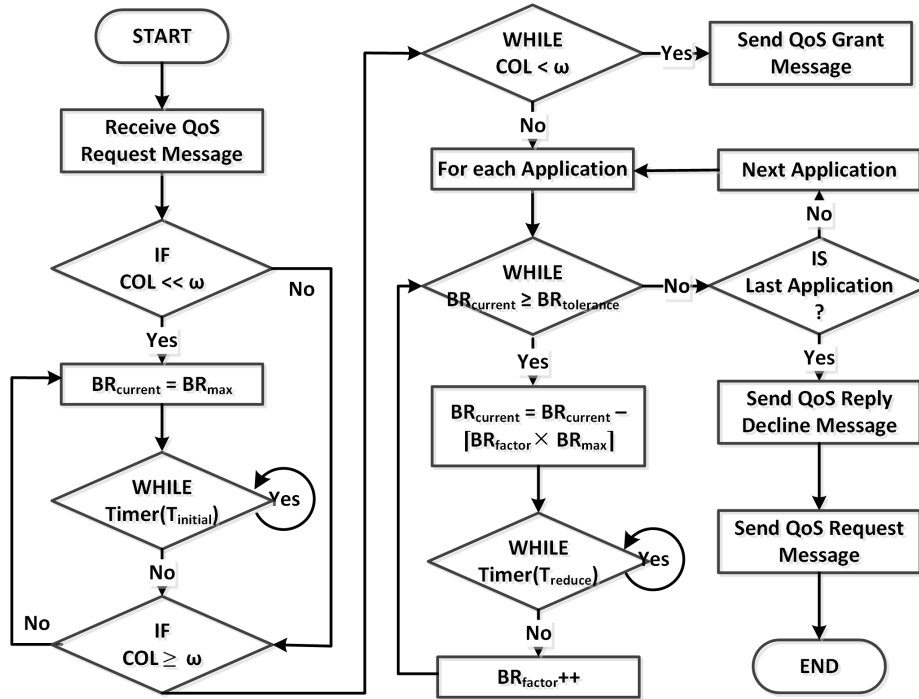 START
Receive QoS
Request Message
IF
COL << ω
No
Yes
BRcurrent = BRmax
WHILE
Timer(Tinitial)
Yes
No
No
IF
COL ≥ ω
WHILE
COL < ω
Yes
Send QoS Grant
Message
No
For each Application
Next Application
No
WHILE
BRcurrent ≥ BRtolerance
No
IS
Last Application
?
Yes
Yes
BRcurrent = BRcurrent –
⌈BRfactor × BRmax⌉
Send QoS Reply
Decline Message
WHILE
Timer(Treduce)
Yes
Send QoS Request
Message
No
BRfactor++
END